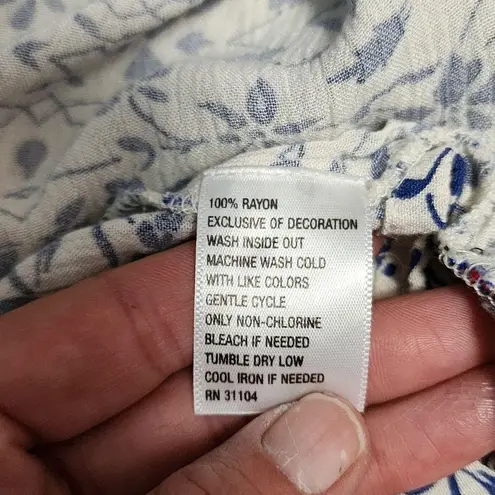 100% RAYON
EXCLUSIVE OF DECORATION
WASH INSIDE OUT
MACHINE WASH COLD
WITH LIKE COLORS
GENTLE CYCLE
ONLY NON-CHLORINE
BLEACH IF NEEDED
TUMBLE DRY LOW
COOL IRON IF NEEDED
RN 31104